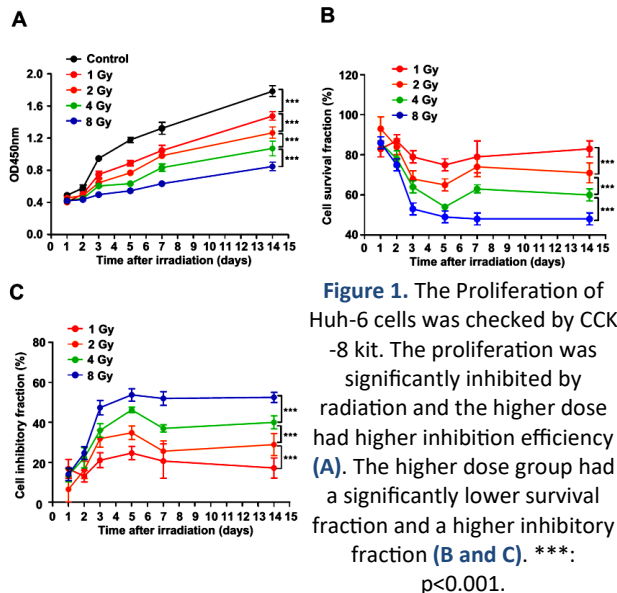 A
Control
1 Gy
2 Gy
4 Gy
8 Gy
OD450nm
2.0
1.6
1.2
0.8
0.4
0.0
***
***
***
***
0 1 2 3 4 5 6 7 8 9 10 11 12 13 14 15
Time after irradiation (days)
B
1 Gy
2 Gy
4 Gy
8 Gy
Cell survival fraction (%)
120
100
80
60
40
***
***
***
0 1 2 3 4 5 6 7 8 9 10 11 12 13 14 15
Time after irradiation (days)
C
1 Gy
2 Gy
4 Gy
8 Gy
Cell inhibitory fraction (%)
80
60
40
20
0
***
***
***
0 1 2 3 4 5 6 7 8 9 10 11 12 13 14 15
Time after irradiation (days)
Figure 1. The Proliferation of
Huh-6 cells was checked by CCK
-8 kit. The proliferation was
significantly inhibited by
radiation and the higher dose
had higher inhibition efficiency
(A). The higher dose group had
a significantly lower survival
fraction and a higher inhibitory
fraction (B and C). ***:
p<0.001.